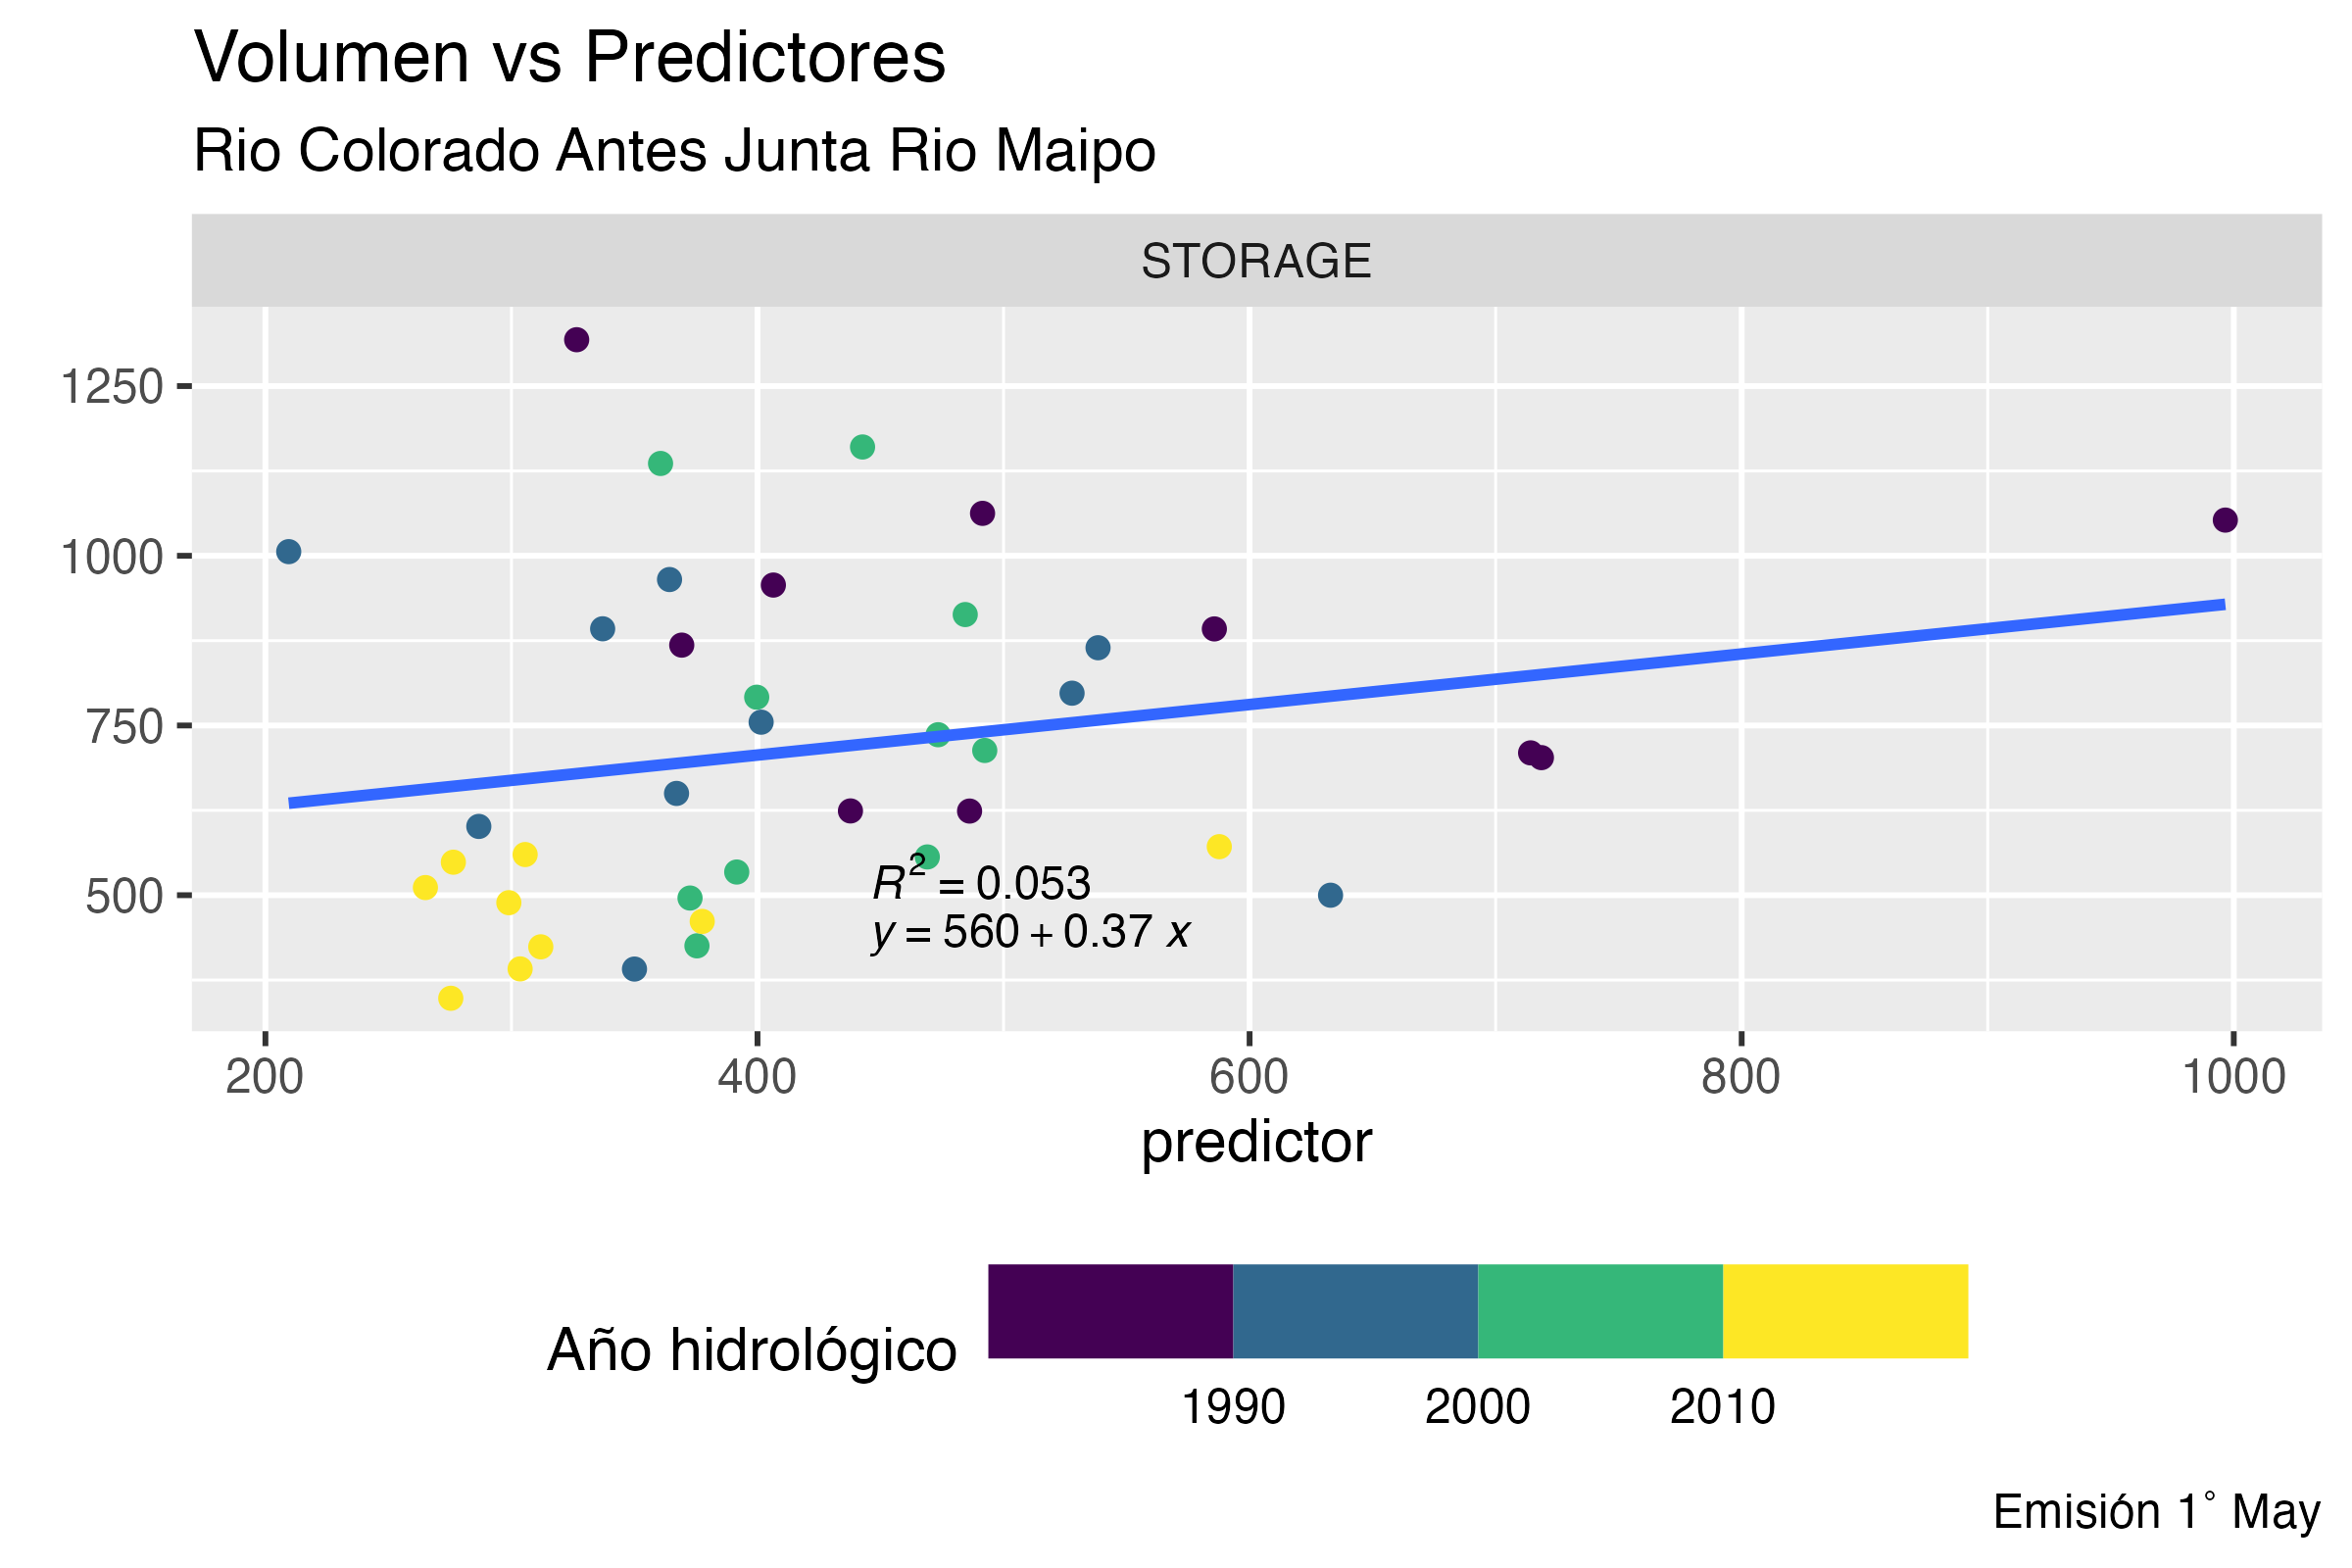 Volumen vs Predictores
Rio Colorado Antes Junta Rio Maipo
STORAGE
1250
1000
750
500
R² = 0.053
y = 560 + 0.37 x
200 400 600 800 1000
predictor
Año hidrológico
1990 2000 2010
Emisión 1° May